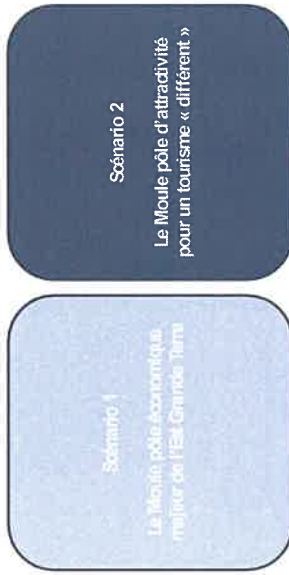 Scénario 1
Le Moule pôle économique
majeur de l'Est Grande Terre
Scénario 2
Le Moule pôle d'attractivité
pour un tourisme « différent »